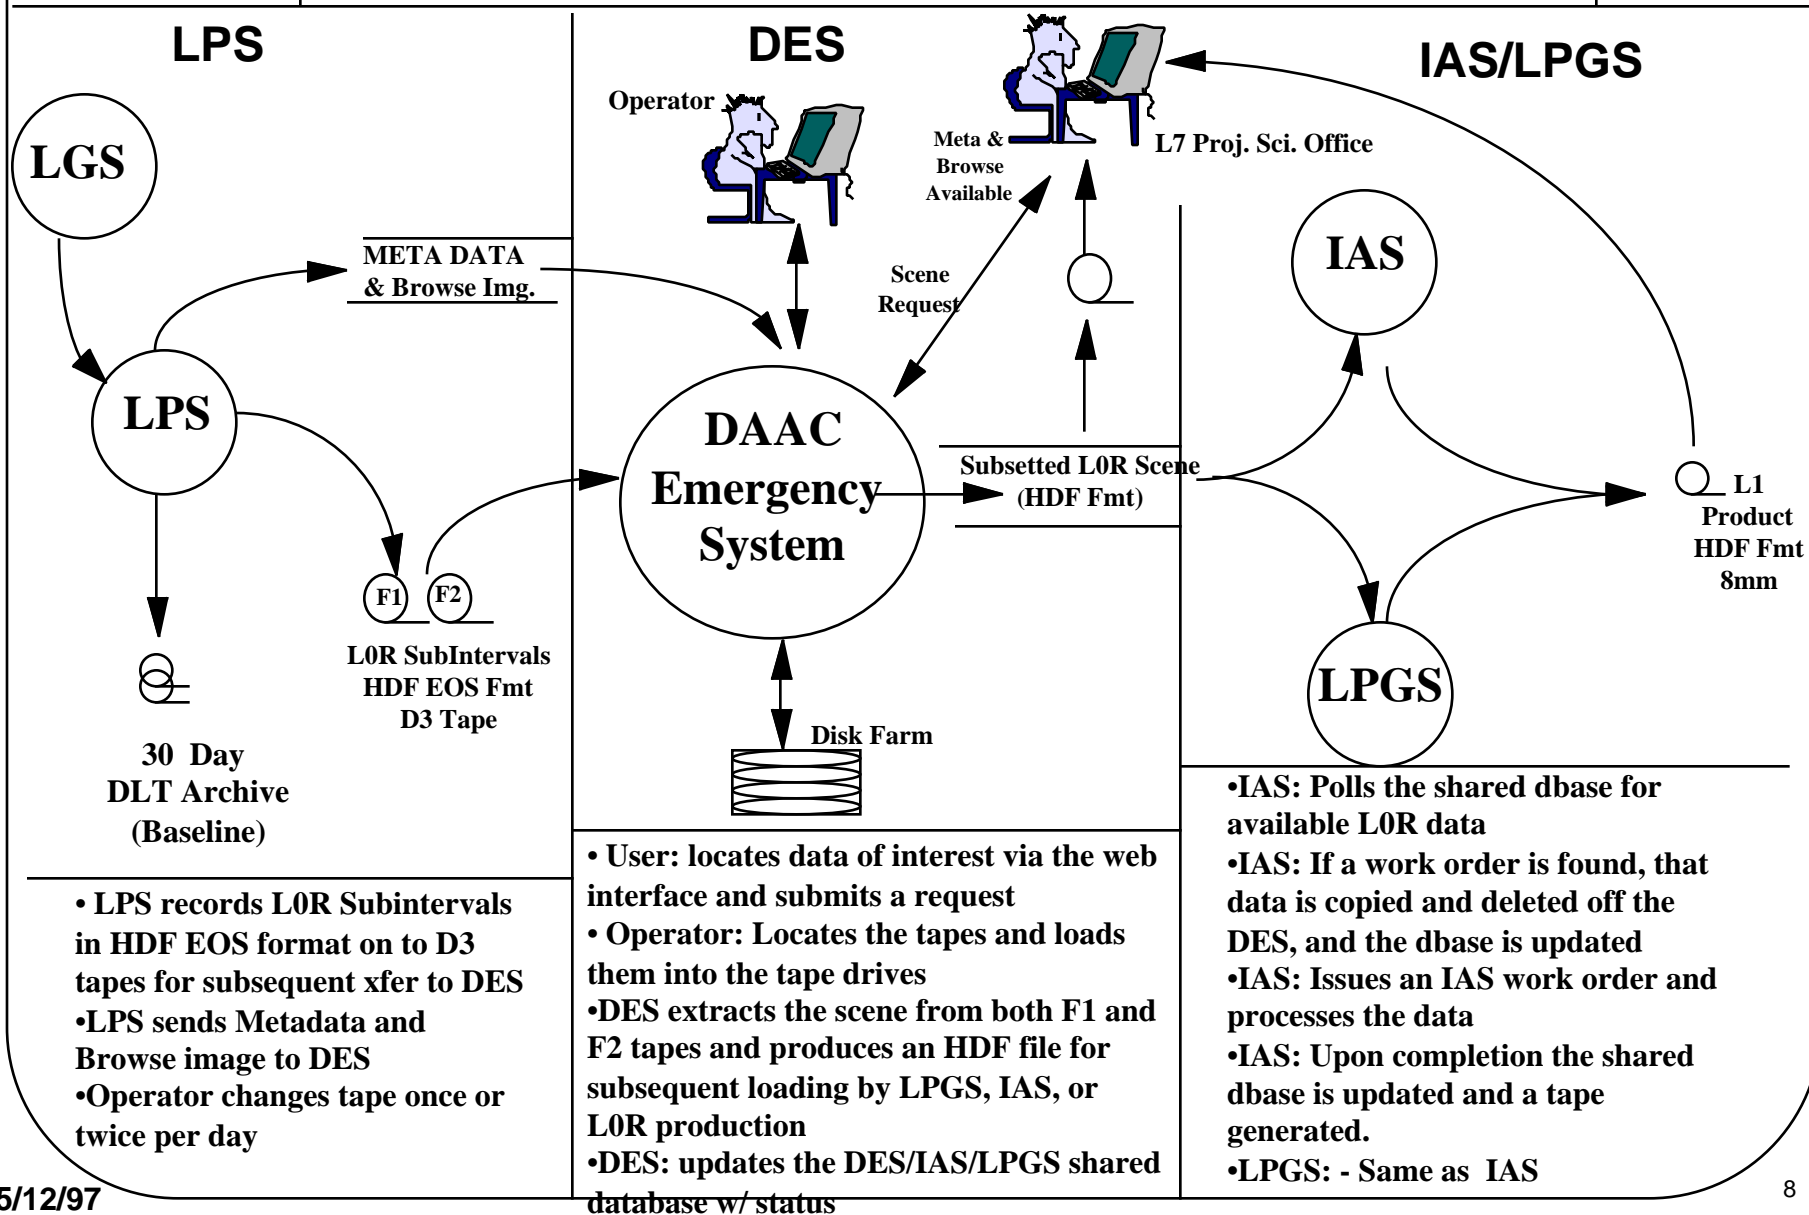 LPS
DES
IAS/LPGS
LGS
LPS
META DATA
& Browse Img.
F1
F2
L0R SubIntervals
HDF EOS Fmt
D3 Tape
30 Day
DLT Archive
(Baseline)
Operator
Meta &
Browse
Available
L7 Proj. Sci. Office
Scene
Request
DAAC
Emergency
System
Subsetted L0R Scene
(HDF Fmt)
Disk Farm
IAS
LPGS
L1
Product
HDF Fmt
8mm
• LPS records L0R Subintervals
in HDF EOS format on to D3
tapes for subsequent xfer to DES
•LPS sends Metadata and
Browse image to DES
•Operator changes tape once or
twice per day
• User: locates data of interest via the web
interface and submits a request
• Operator: Locates the tapes and loads
them into the tape drives
•DES extracts the scene from both F1 and
F2 tapes and produces an HDF file for
subsequent loading by LPGS, IAS, or
L0R production
•DES: updates the DES/IAS/LPGS shared
database w/ status
•IAS: Polls the shared dbase for
available L0R data
•IAS: If a work order is found, that
data is copied and deleted off the
DES, and the dbase is updated
•IAS: Issues an IAS work order and
processes the data
•IAS: Upon completion the shared
dbase is updated and a tape
generated.
•LPGS: - Same as IAS
5/12/97
8